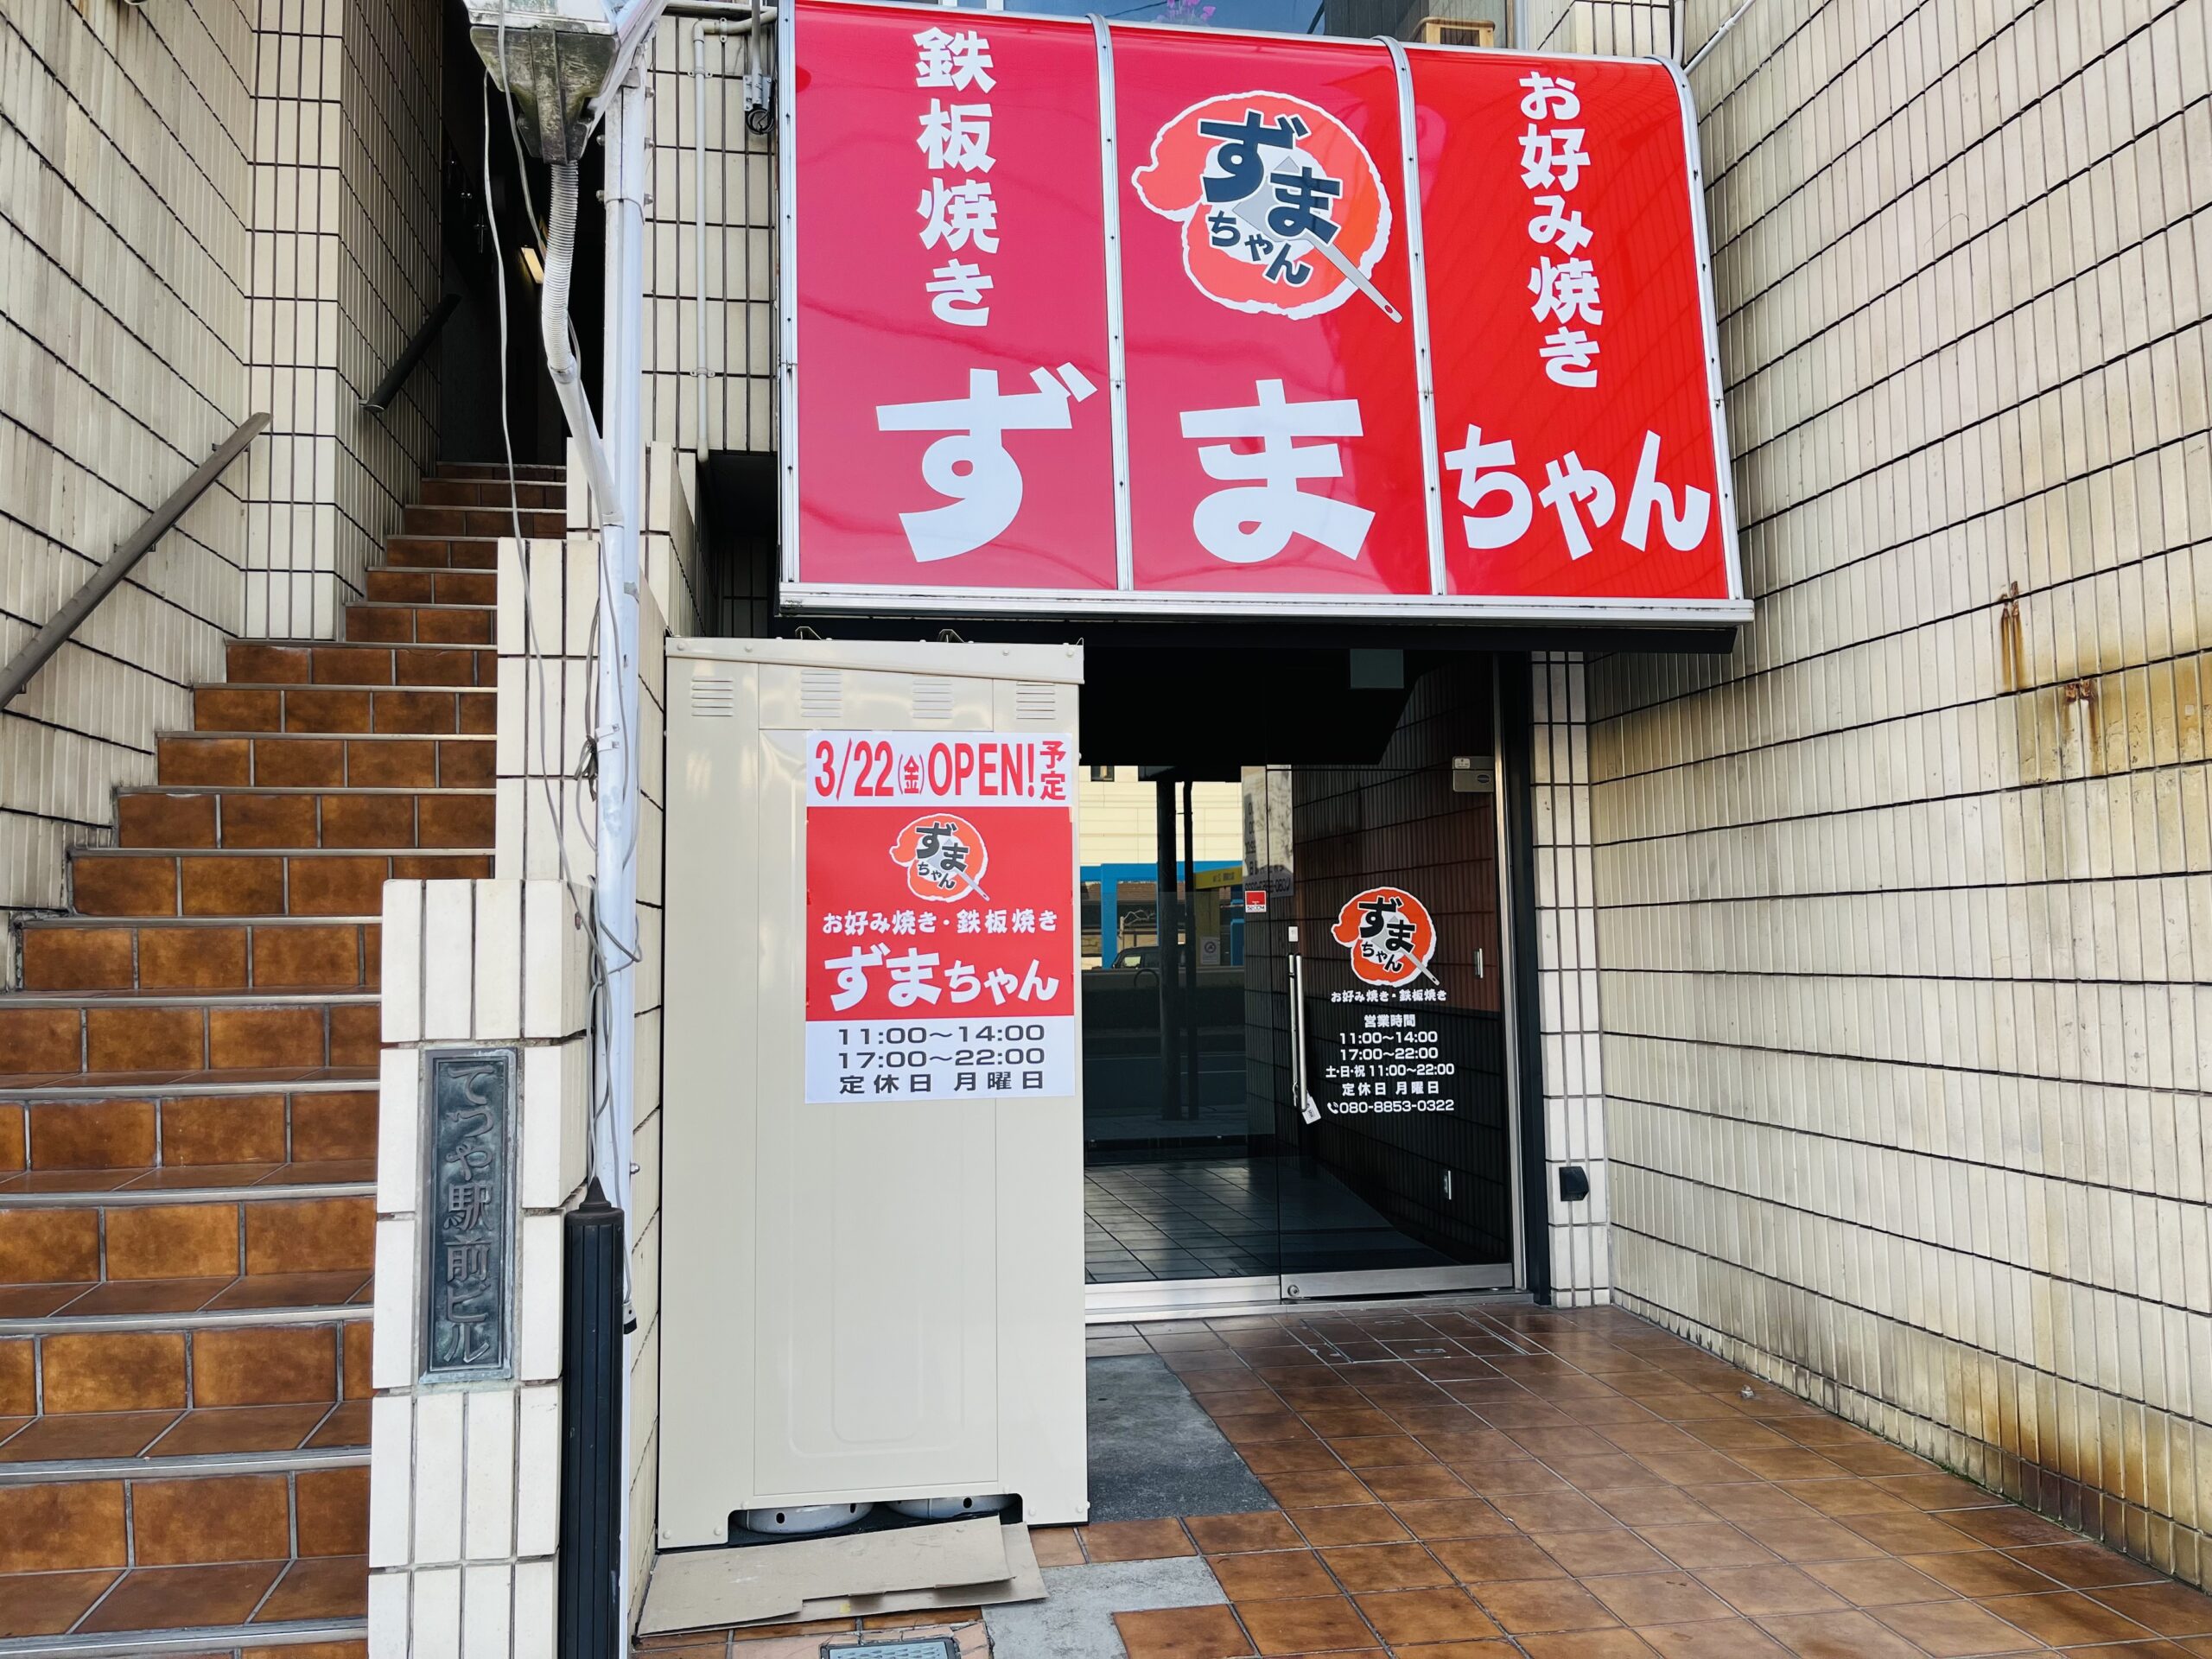 鉄板焼き
ずま
ちゃん
お好み焼き
ずまちゃん
3/22(金)OPEN!予定
ずま
ちゃん
お好み焼き・鉄板焼き
ずまちゃん
11:00～14:00
17:00～22:00
定休日 月曜日
ずま
ちゃん
お好み焼き・鉄板焼き
営業時間
11:00～14:00
17:00～22:00
土・日・祝 11:00～22:00
定休日 月曜日
080-8853-0322
てつや駅前ビル